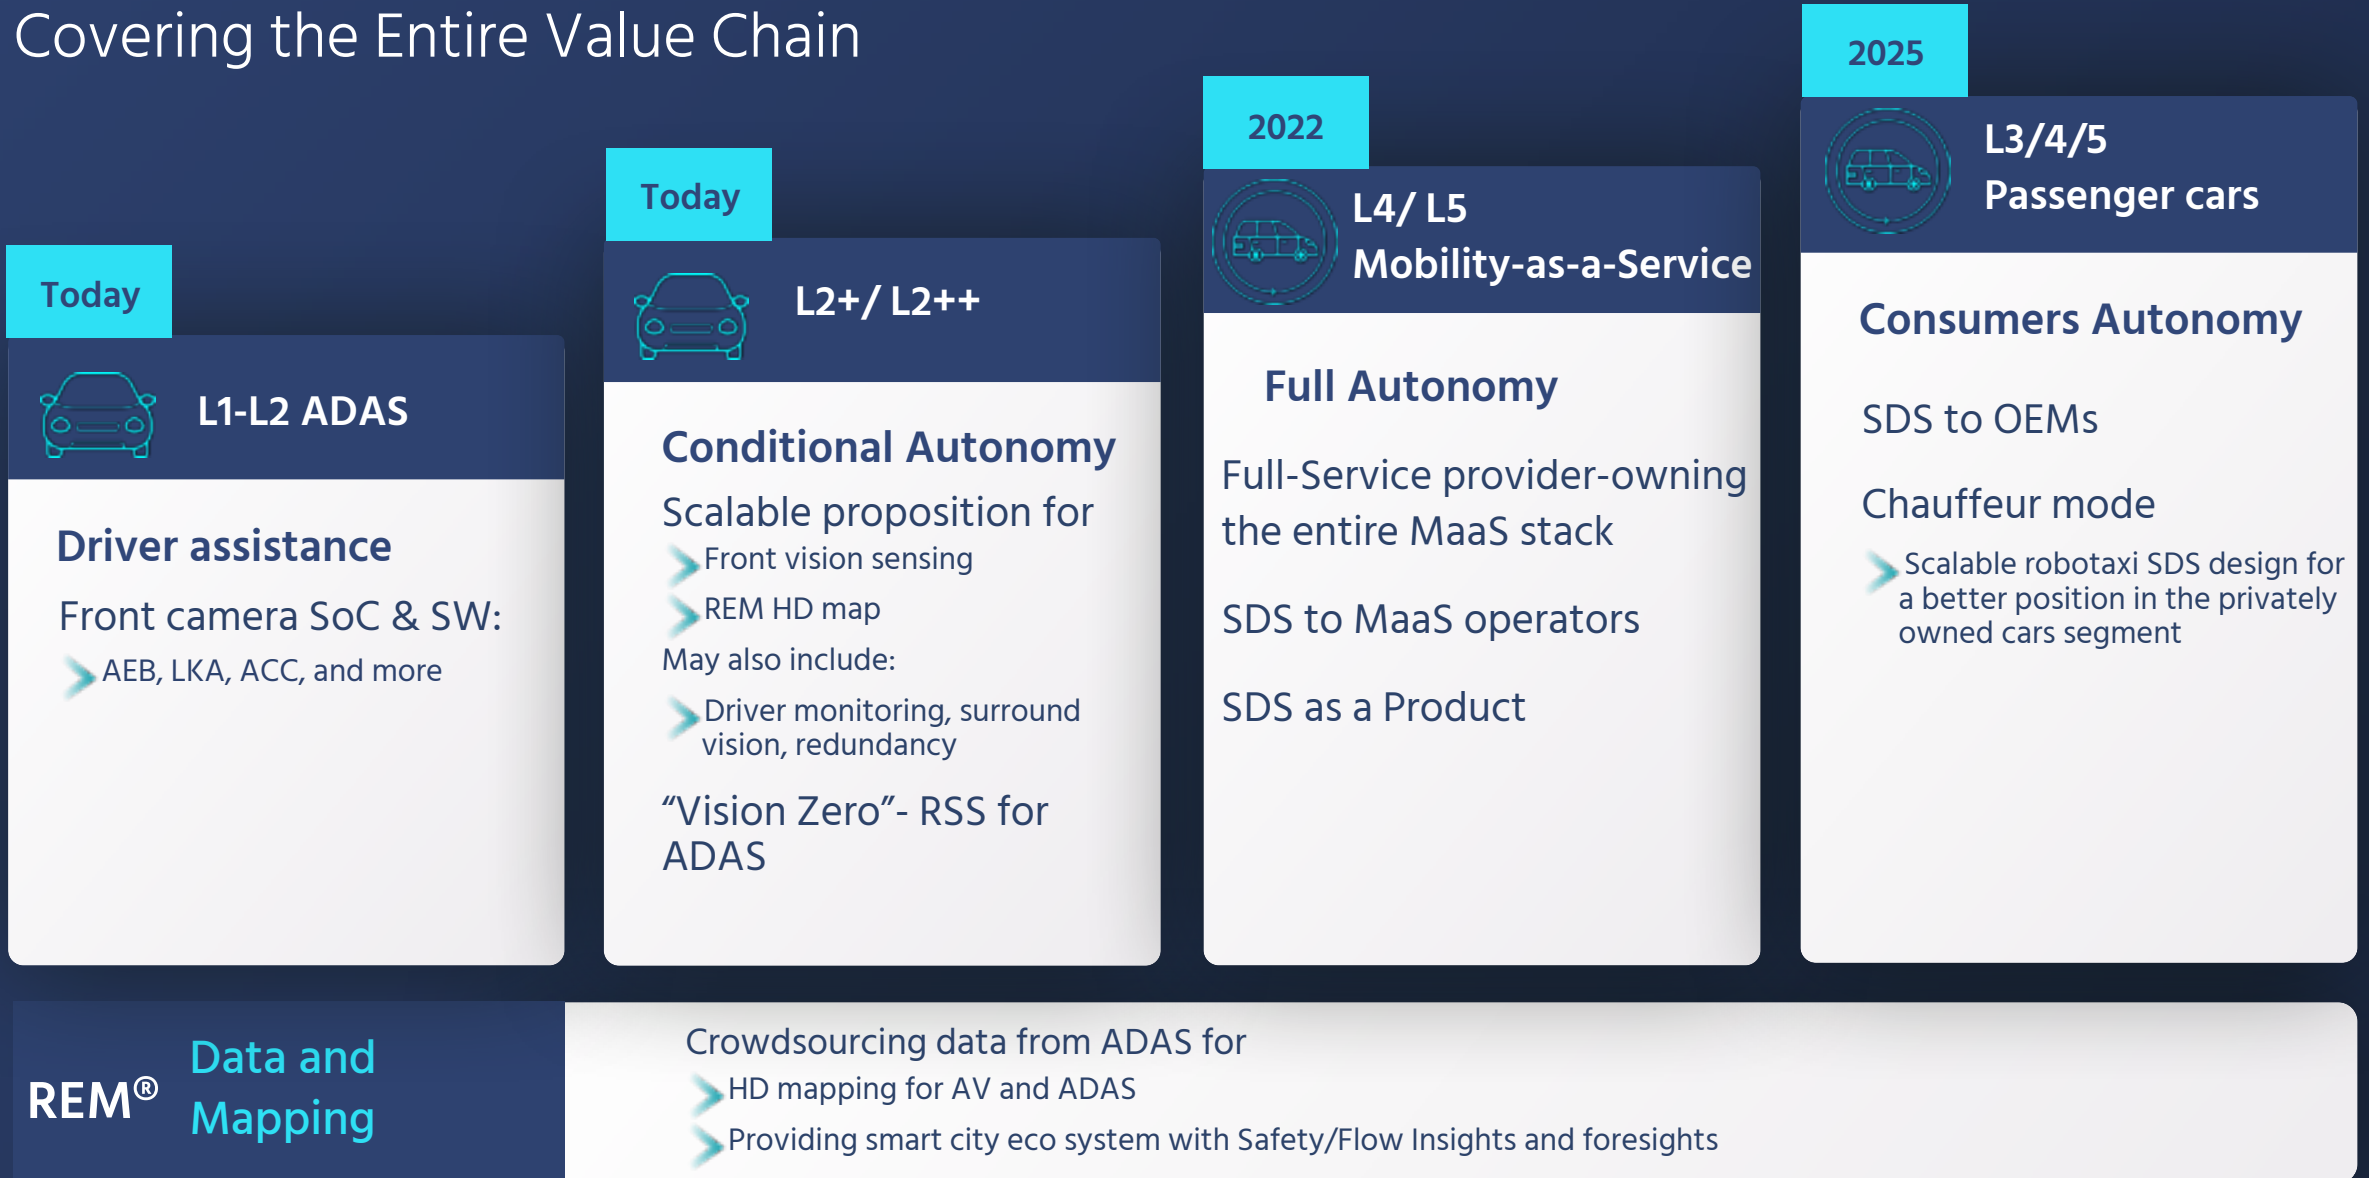 Covering the Entire Value Chain
Today
L1-L2 ADAS
Driver assistance
Front camera SoC & SW:
AEB, LKA, ACC, and more
Today
L2+/ L2++
Conditional Autonomy
Scalable proposition for
Front vision sensing
REM HD map
May also include:
Driver monitoring, surround
vision, redundancy
“Vision Zero”- RSS for
ADAS
2022
L4/ L5
Mobility-as-a-Service
Full Autonomy
Full-Service provider-owning
the entire MaaS stack
SDS to MaaS operators
SDS as a Product
2025
L3/4/5
Passenger cars
Consumers Autonomy
SDS to OEMs
Chauffeur mode
Scalable robotaxi SDS design for
a better position in the privately
owned cars segment
REM®
Data and
Mapping
Crowdsourcing data from ADAS for
HD mapping for AV and ADAS
Providing smart city eco system with Safety/Flow Insights and foresights